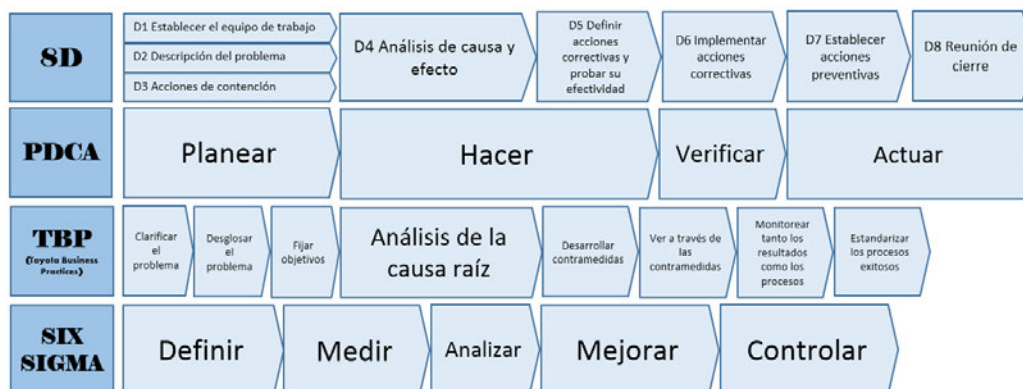 8D
D1 Establecer el equipo de trabajo
D2 Descripción del problema
D3 Acciones de contención
D4 Análisis de causa y
efecto
D5 Definir
acciones
correctivas y
probar su
efectividad
D6 Implementar
acciones
correctivas
D7 Establecer
acciones
preventivas
D8 Reunión de
cierre
PDCA
Planear
Hacer
Verificar
Actuar
TBP
(Toyota Business
Practices)
Clarificar
el
problema
Desglosar
el
problema
Fijar
objetivos
Análisis de la
causa raíz
Desarrollar
contramedidas
Ver a través de
las
contramedidas
Monitorear
tanto los
resultados
como los
procesos
Estandarizar
los procesos
exitosos
SIX
SIGMA
Definir
Medir
Analizar
Mejorar
Controlar